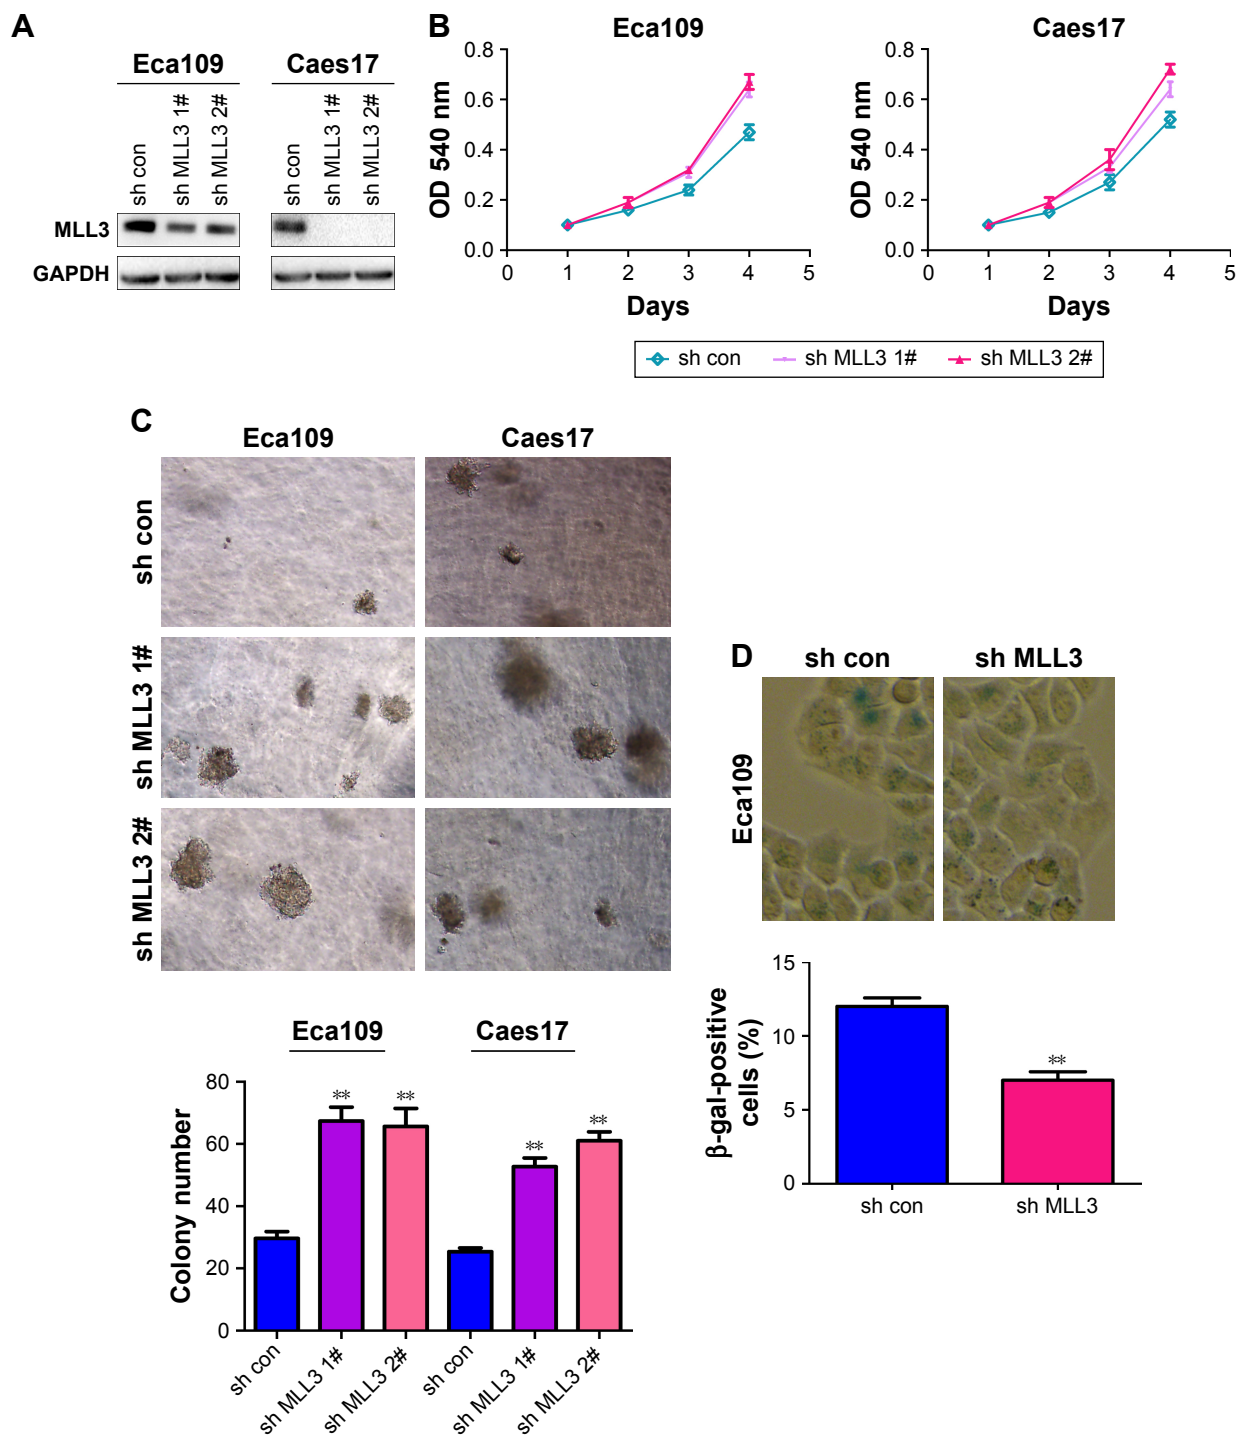 A
Eca109
Caes17
sh con
sh MLL3 1#
sh MLL3 2#
sh con
sh MLL3 1#
sh MLL3 2#
MLL3
GAPDH
B
Eca109
OD 540 nm
0.8
0.6
0.4
0.2
0.0
0 1 2 3 4 5
Days
Caes17
OD 540 nm
0.8
0.6
0.4
0.2
0.0
0 1 2 3 4 5
Days
sh con sh MLL3 1# sh MLL3 2#
C
Eca109 Caes17
sh con
sh MLL3 1#
sh MLL3 2#
Eca109 Caes17
Colony number
80
60
40
20
0
** ** ** **
sh con
sh MLL3 1#
sh MLL3 2#
sh con
sh MLL3 1#
sh MLL3 2#
D
sh con sh MLL3
Eca109
β-gal-positive
cells (%)
15
10
5
0
**
sh con sh MLL3